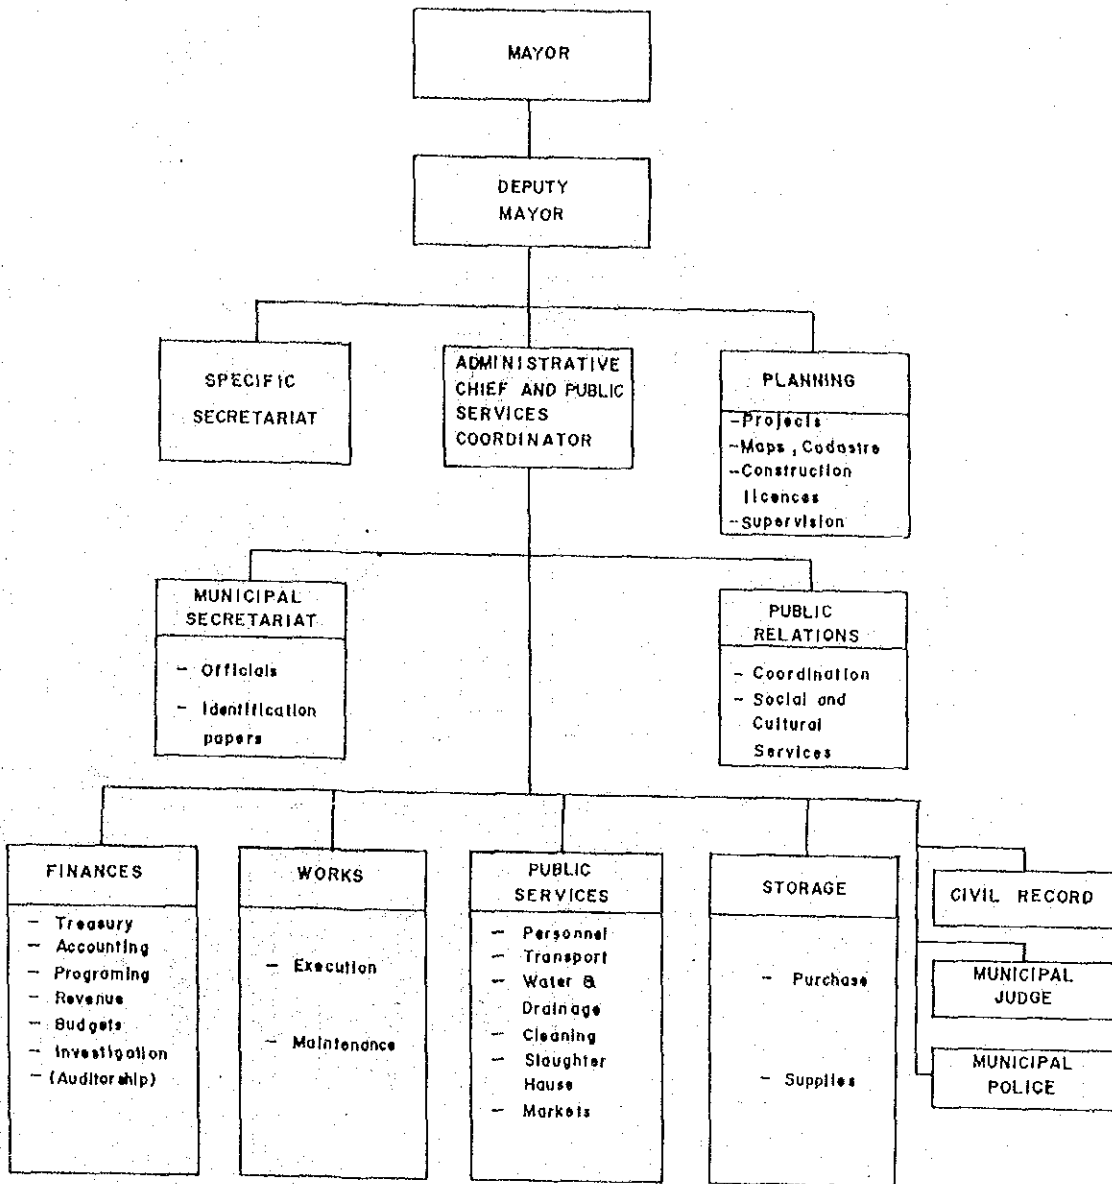 MAYOR
DEPUTY
MAYOR
SPECIFIC
SECRETARIAT
ADMINISTRATIVE
CHIEF AND PUBLIC
SERVICES
COORDINATOR
PLANNING
-Projects
-Maps, Cadastre
-Construction
licences
-Supervision
MUNICIPAL
SECRETARIAT
- Officials
- Identification
papers
PUBLIC
RELATIONS
- Coordination
- Social and
Cultural
Services
FINANCES
- Treasury
- Accounting
- Programing
- Revenue
- Budgets
- Investigation
- (Auditorship)
WORKS
- Execution
- Maintenance
PUBLIC
SERVICES
- Personnel
- Transport
- Water &
Drainage
- Cleaning
- Slaughter
Hause
- Markets
STORAGE
- Purchase
- Supplies
CIVIL RECORD
MUNICIPAL
JUDGE
MUNICIPAL
POLICE